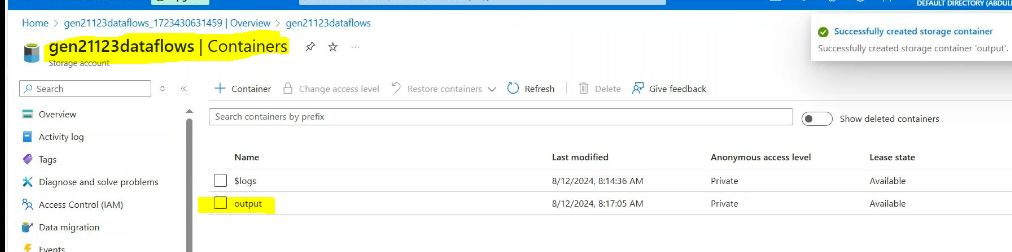 DEFAULT DIRECTORY (ABDUL
Home > gen21123dataflows_1723430631459 | Overview > gen21123dataflows
gen21123dataflows | Containers
Storage account
Successfully created storage container
Successfully created storage container 'output'.
Search
Container Change access level Restore containers Refresh Delete Give feedback
Overview
Search containers by prefix
Show deleted containers
Activity log
Tags
Diagnose and solve problems
Access Control (IAM)
Data migration
Events
Name Last modified Anonymous access level Lease state
$logs 8/12/2024, 8:14:36 AM Private Available
output 8/12/2024, 8:17:05 AM Private Available